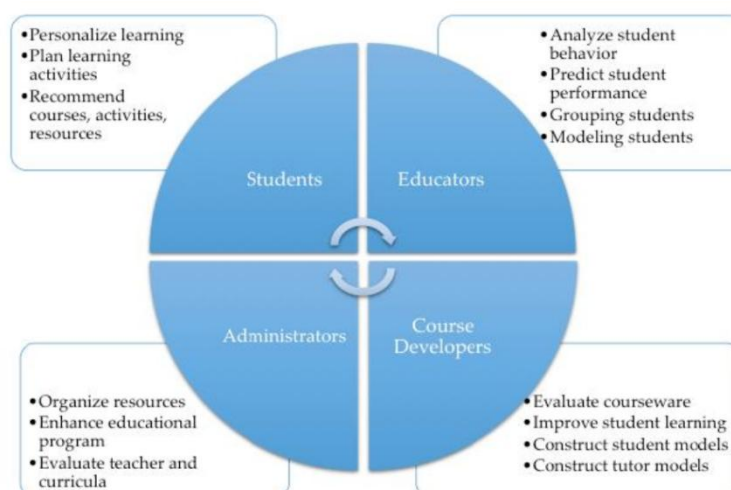 •Personalize learning
•Plan learning
activities
•Recommend
courses, activities,
resources
•Analyze student
behavior
•Predict student
performance
•Grouping students
•Modeling students
Students
Educators
Administrators
Course
Developers
•Organize resources
•Enhance educational
program
•Evaluate teacher and
curricula
•Evaluate courseware
•Improve student learning
•Construct student models
•Construct tutor models